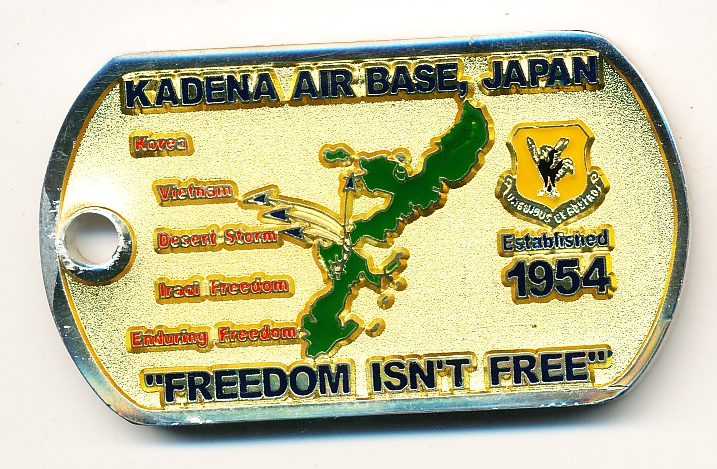 KADENA AIR BASE, JAPAN
Korea
Vietnam
Desert Storm
Iraqi Freedom
Enduring Freedom
Established
1954
"FREEDOM ISN'T FREE"